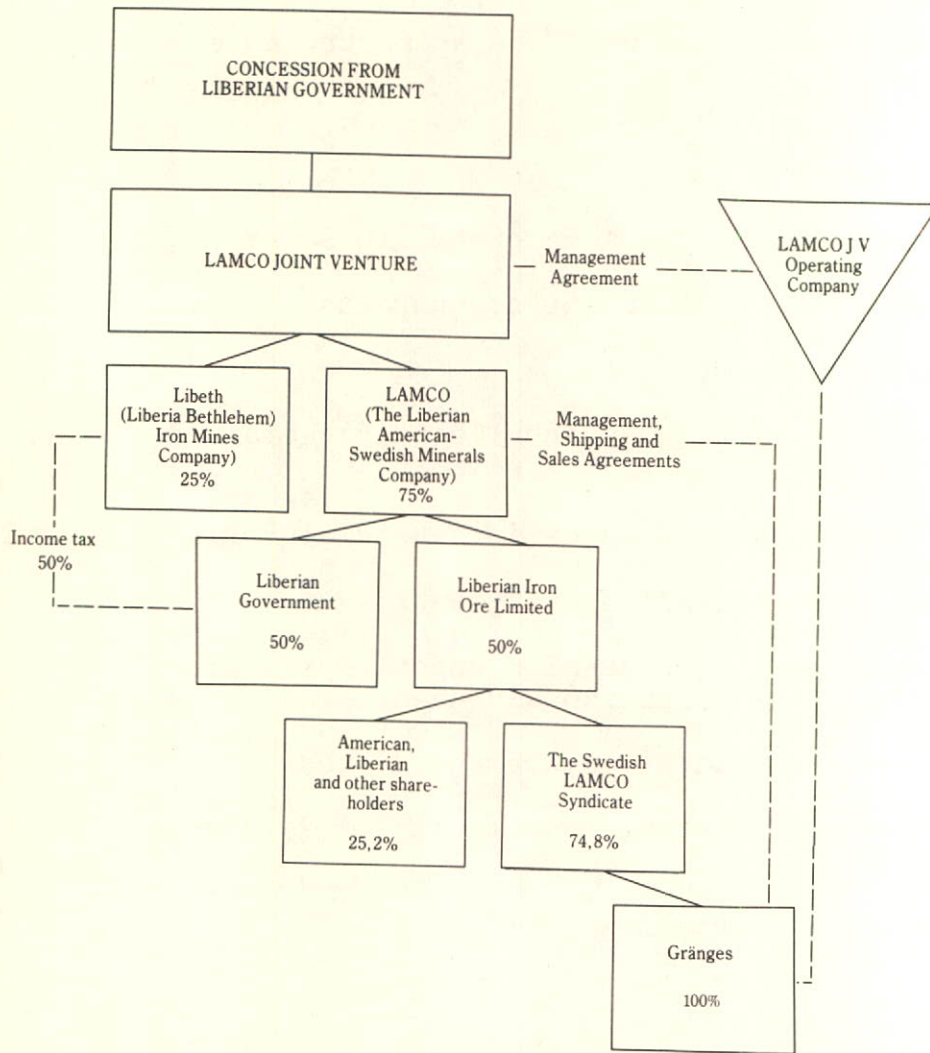 CONCESSION FROM
LIBERIAN GOVERNMENT
LAMCO JOINT VENTURE
Management
Agreement
LAMCO J V
Operating
Company
Libeth
(Liberia Bethlehem)
Iron Mines
Company)
25%
LAMCO
(The Liberian
American-
Swedish Minerals
Company)
75%
Management,
Shipping and
Sales Agreements
Income tax
50%
Liberian
Government
50%
Liberian Iron
Ore Limited
50%
American,
Liberian
and other share-
holders
25,2%
The Swedish
LAMCO
Syndicate
74,8%
Gränges
100%